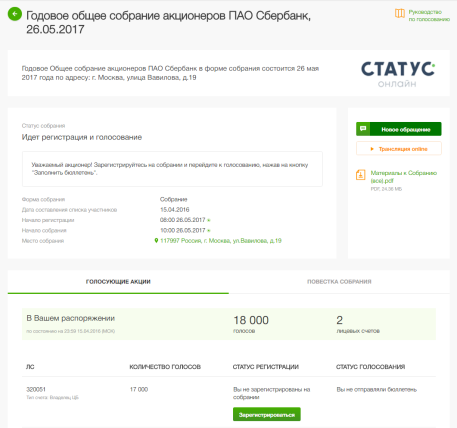 Годовое общее собрание акционеров ПАО Сбербанк,
26.05.2017
Руководство
по голосованию
Годовое Общее собрание акционеров ПАО Сбербанк в форме собрания состоится 26 мая
2017 года по адресу: г. Москва, улица Вавилова, д.19
СТАТУС
ОНЛАЙН
Статус собрания
Идет регистрация и голосование
Уважаемый акционер! Зарегистрируйтесь на собрании и перейдите к голосованию, нажав на кнопку
"Заполнить бюллетень".
Форма собрания Собрание
Дата составления списка участников 15.04.2016
Начало регистрации 08:00 26.05.2017
Начало собрания 10:00 26.05.2017
Место собрания 117997 Россия, г. Москва, ул.Вавилова, д.19
Новое обращение
Трансляция online
Материалы к Собранию
(все).pdf
PDF, 24.36 МБ
ГОЛОСУЮЩИЕ АКЦИИ ПОВЕСТКА СОБРАНИЯ
В Вашем распоряжении 18 000 2
по состоянию на 23:59 15.04.2016 (МСК) ГОЛОСОВ ЛИЦЕВЫХ СЧЕТОВ
ЛС КОЛИЧЕСТВО ГОЛОСОВ СТАТУС РЕГИСТРАЦИИ СТАТУС ГОЛОСОВАНИЯ
320051 17 000 Вы не зарегистрированы на Вы не отправляли бюллетень
Тип счета: Владелец ЦБ собрании
Зарегистрироваться